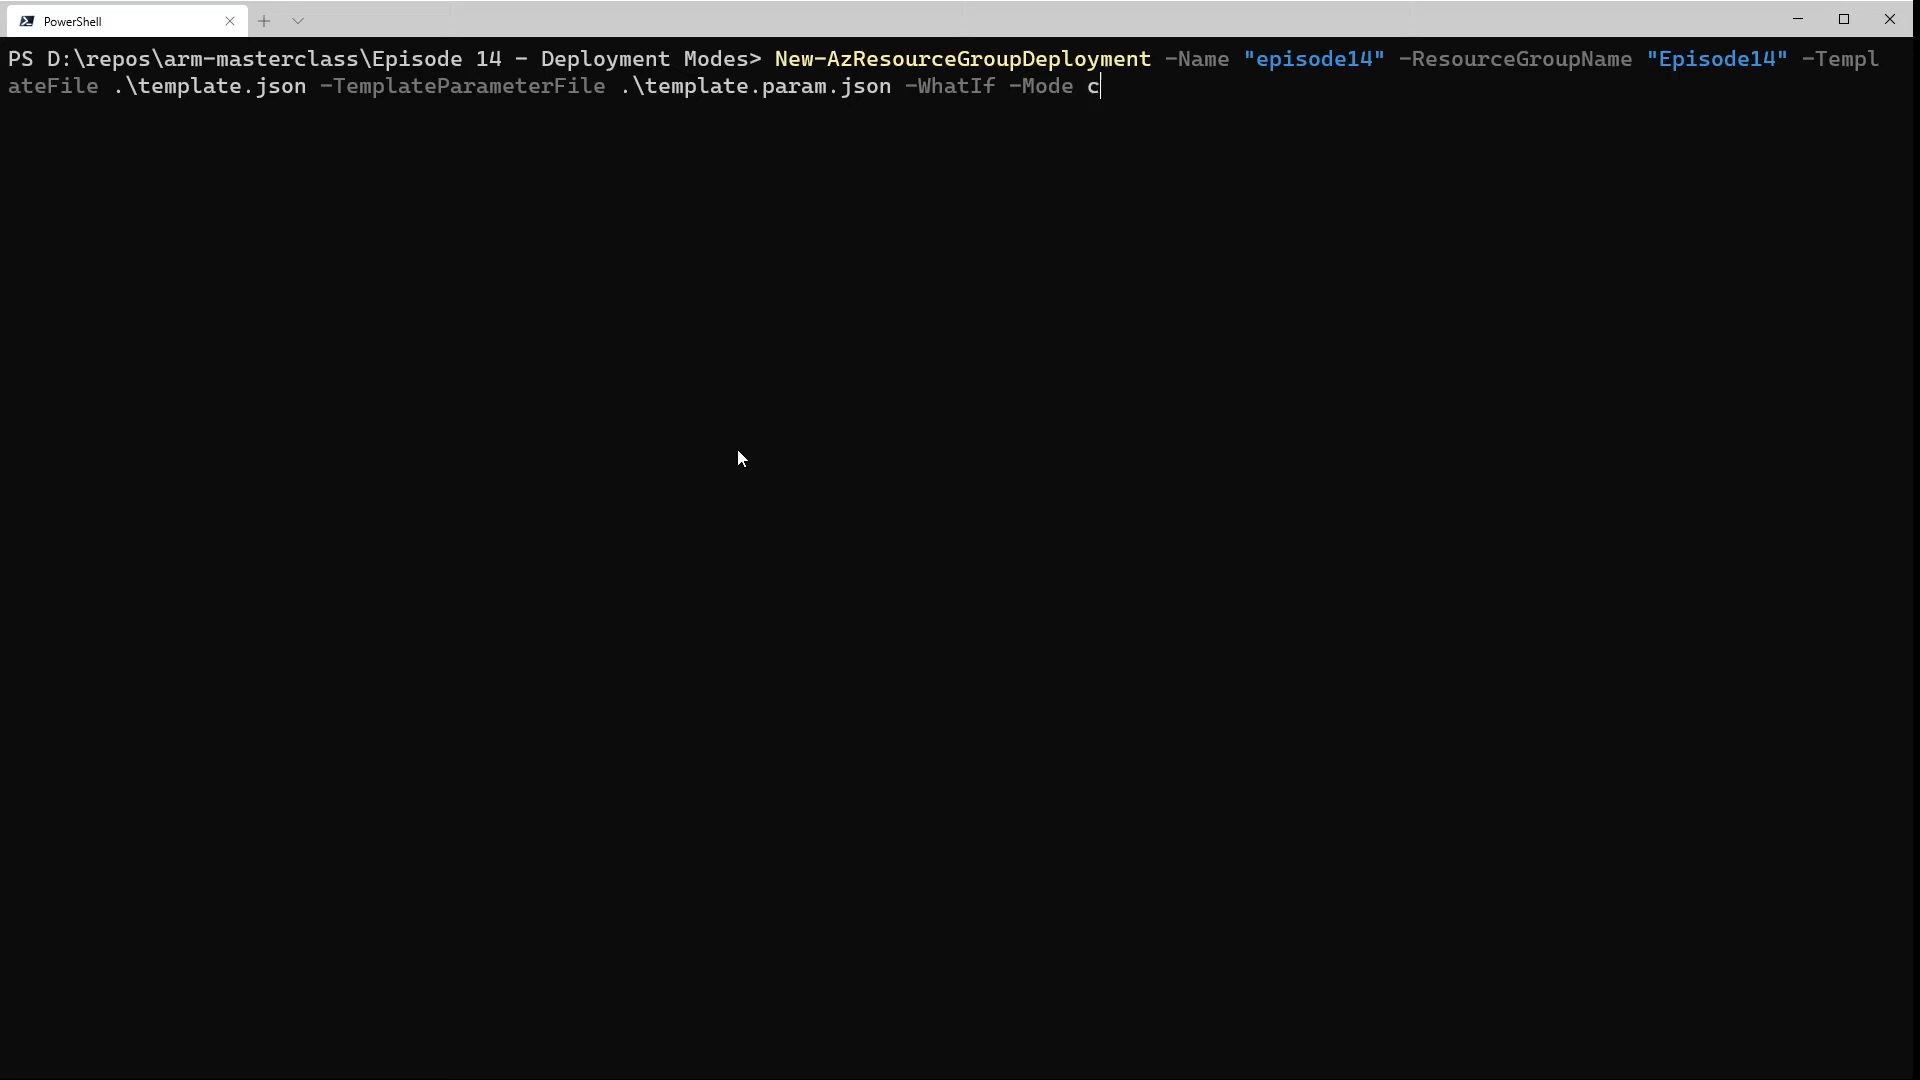 PowerShell
PS D:\repos\arm-masterclass\Episode 14 - Deployment Modes> New-AzResourceGroupDeployment -Name "episode14" -ResourceGroupName "Episode14" -Templ
ateFile .\template.json -TemplateParameterFile .\template.param.json -WhatIf -Mode c